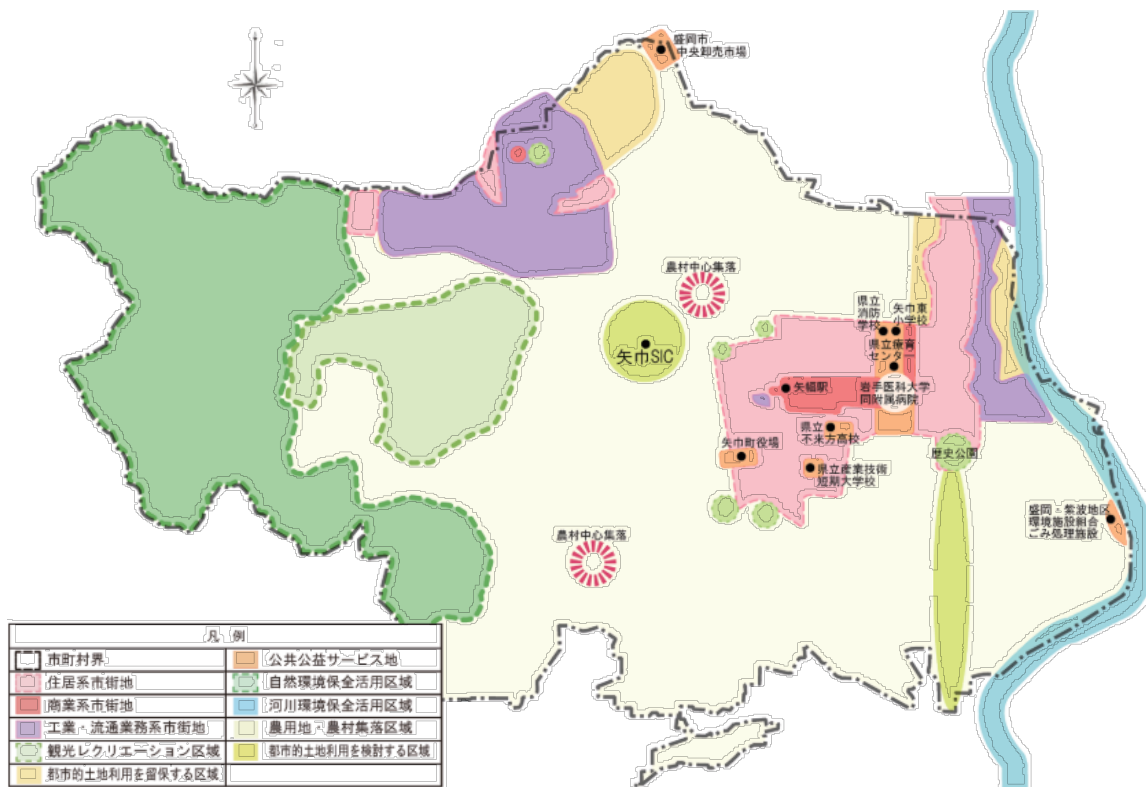 盛岡市
中央卸売市場
農村中心集落
県立
消防
学校
矢巾東
小学校
県立療育
センター
矢巾SIC
矢幅駅
岩手医科大学
同附属病院
県立
不来方高校
矢巾町役場
歴史公園
県立産業技術
短期大学校
盛岡・紫波地区
環境施設組合
ごみ処理施設
農村中心集落
凡 例
市町村界
公共公益サービス地
住居系市街地
自然環境保全活用区域
商業系市街地
河川環境保全活用区域
工業・流通業務系市街地
農用地・農村集落区域
観光レクリエーション区域
都市的土地利用を検討する区域
都市的土地利用を留保する区域